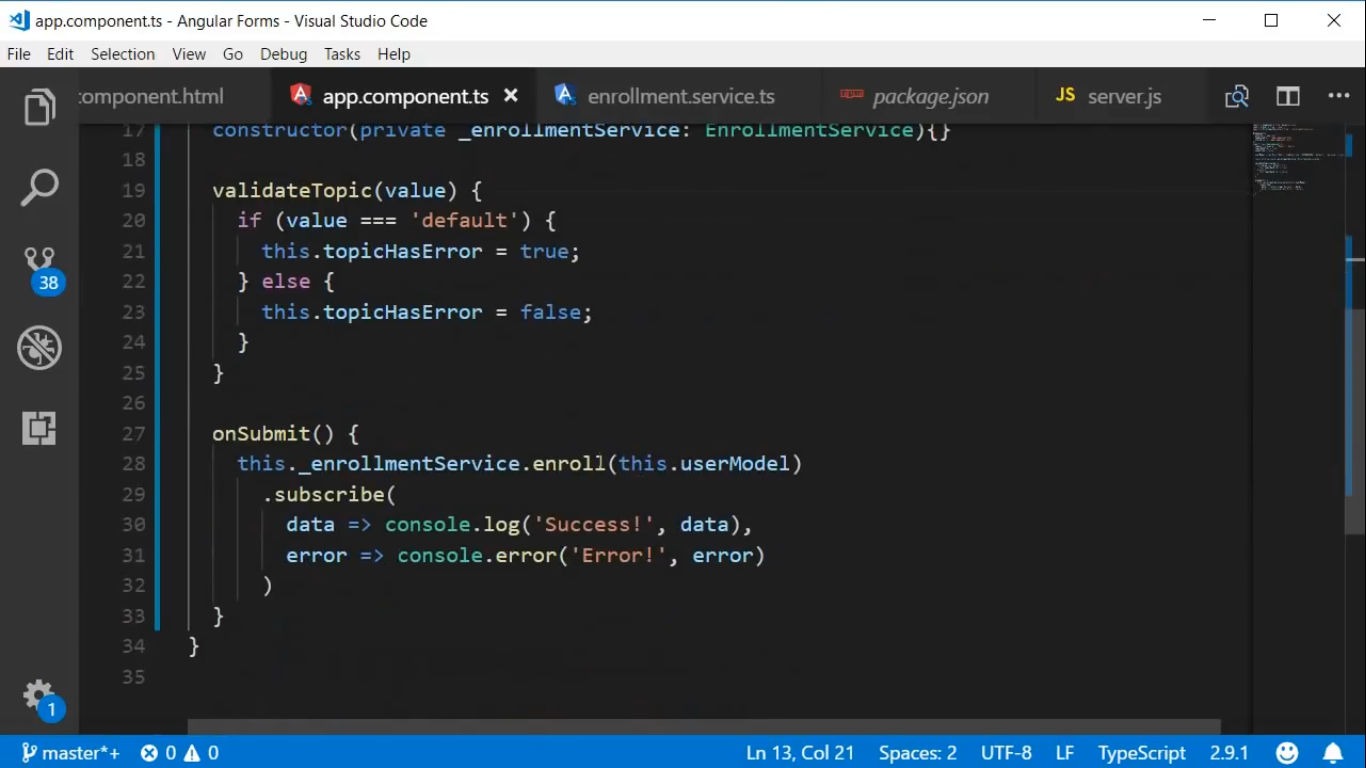 app.component.ts - Angular Forms - Visual Studio Code
File Edit Selection View Go Debug Tasks Help
component.html app.component.ts enrollment.service.ts package.json JS server.js
17 constructor(private _enrollmentService: EnrollmentService){}
18
19 validateTopic(value) {
20 if (value === 'default') {
21 this.topicHasError = true;
22 } else {
23 this.topicHasError = false;
24 }
25 }
26
27 onSubmit() {
28 this._enrollmentService.enroll(this.userModel)
29 .subscribe(
30 data => console.log('Success!', data),
31 error => console.error('Error!', error)
32 )
33 }
34 }
35
38
1
master*+ 0 0 Ln 13, Col 21 Spaces: 2 UTF-8 LF TypeScript 2.9.1